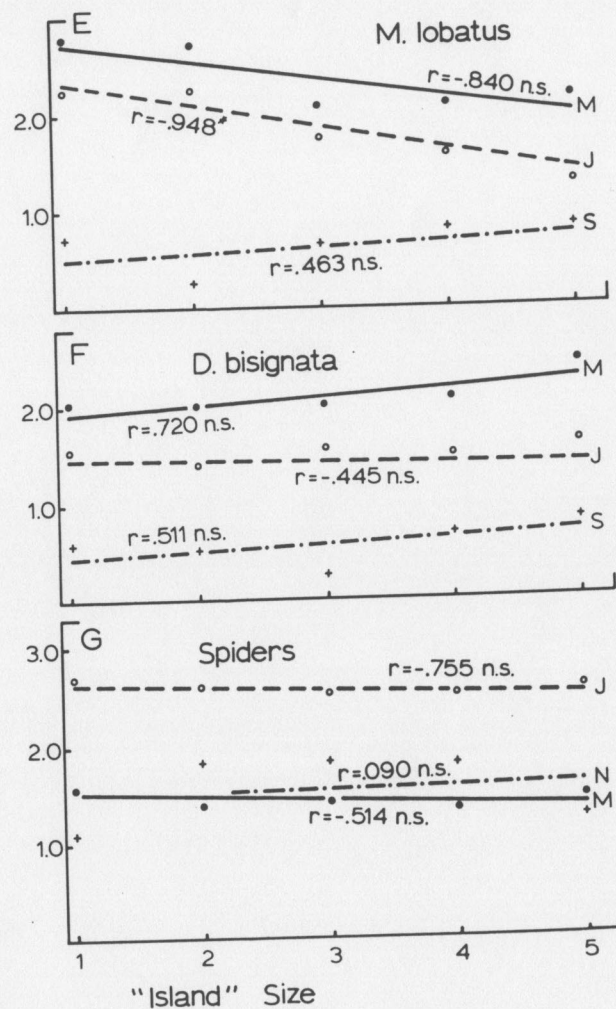 E
M. lobatus
r=-.840 n.s.
M
2.0
r=-.948*
J
1.0
S
r=.463 n.s.
F
D. bisignata
M
2.0
r=.720 n.s.
J
r=-.445 n.s.
1.0
r=.511 n.s.
S
G
3.0
Spiders
r=-.755 n.s.
J
2.0
r=.090 n.s.
N
M
r=-.514 n.s.
1.0
1 2 3 4 5
"Island" Size